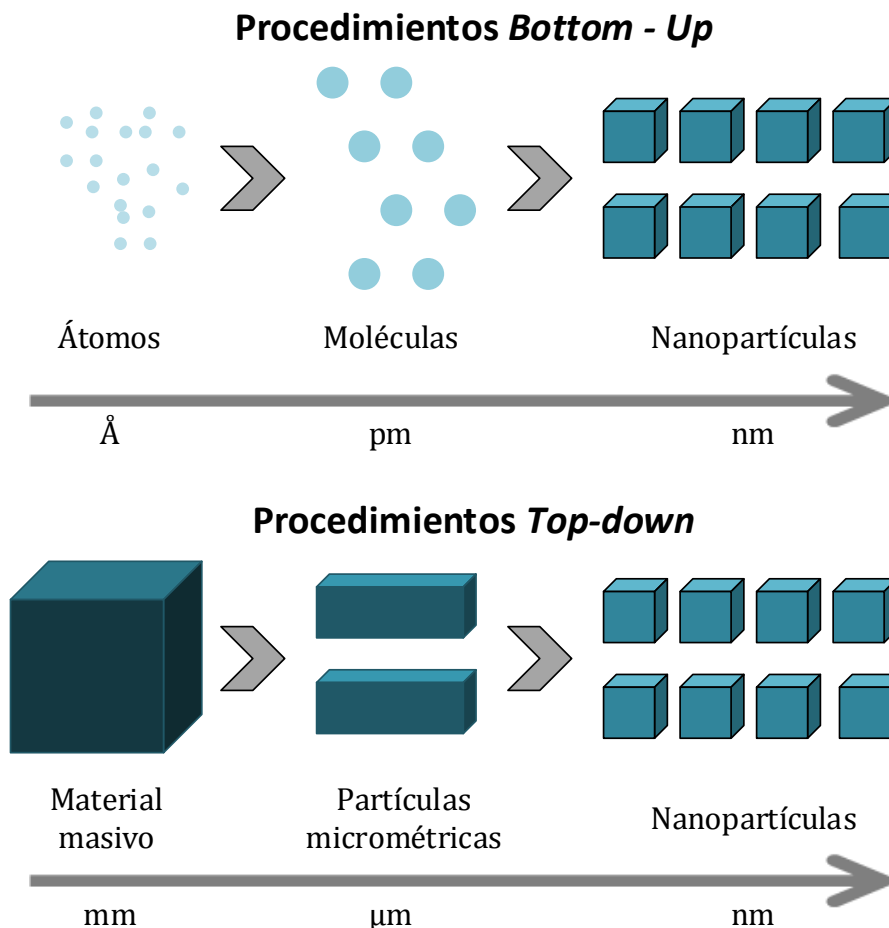 Procedimientos Bottom - Up
Átomos
Moléculas
Nanopartículas
Å
pm
nm
Procedimientos Top-down
Material
masivo
Partículas
micrométricas
Nanopartículas
mm
μm
nm